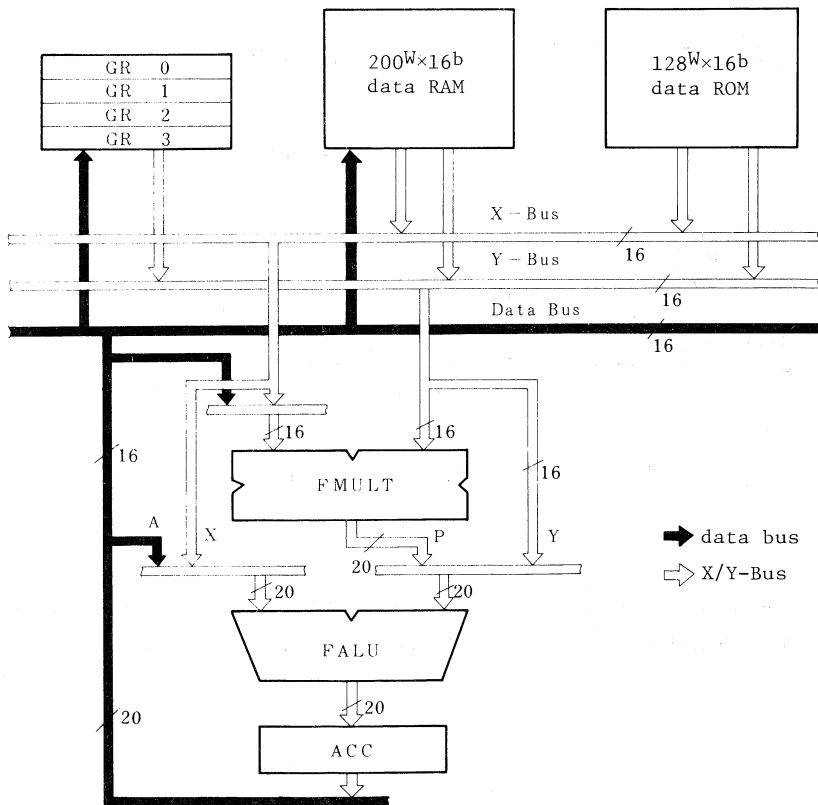 GR 0
GR 1
GR 2
GR 3
200W×16b
data RAM
128W×16b
data ROM
X-Bus
16
Y-Bus
16
Data Bus
16
16
16
16
16
FMULT
A
X
P
Y
20
20
20
data bus
X/Y-Bus
FALU
20
20
ACC